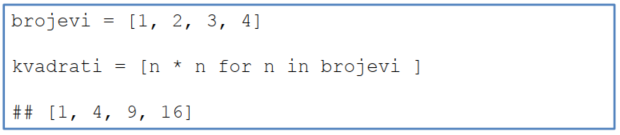 brojevi = [1, 2, 3, 4]
kvadrati = [n * n for n in brojevi ]
## [1, 4, 9, 16]